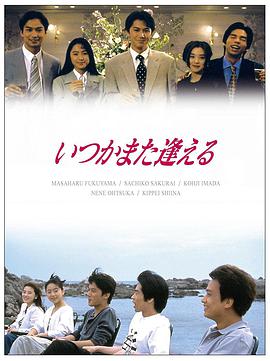 いつかまた逢える
MASAHARU FUKUYAMA / SACHIKO SAKURAI / KOHJI IMADA
NENE OHTSUKA / KIPPEI SHIINA